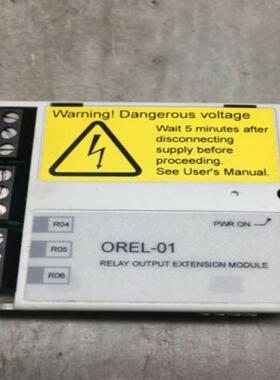 Warning! Dangerous voltage
Wait 5 minutes after
disconnecting
supply before
proceeding.
See User's Manual.
R04
PWR ON
R05
OREL-01
R06
RELAY OUTPUT EXTENSION MODULE